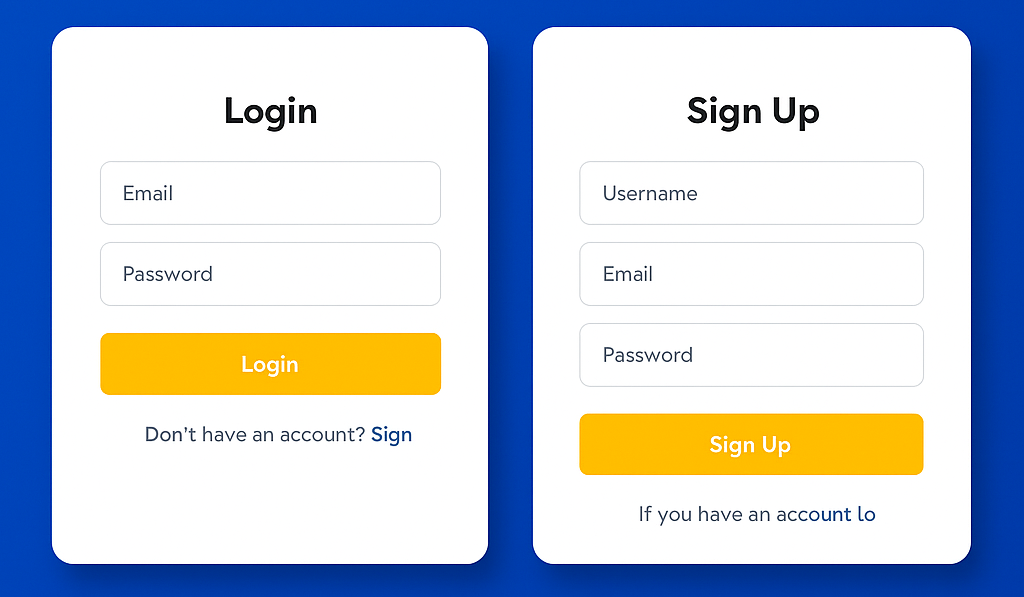 Login
Email
Password
Login
Don't have an account? Sign
Sign Up
Username
Email
Password
Sign Up
If you have an account lo